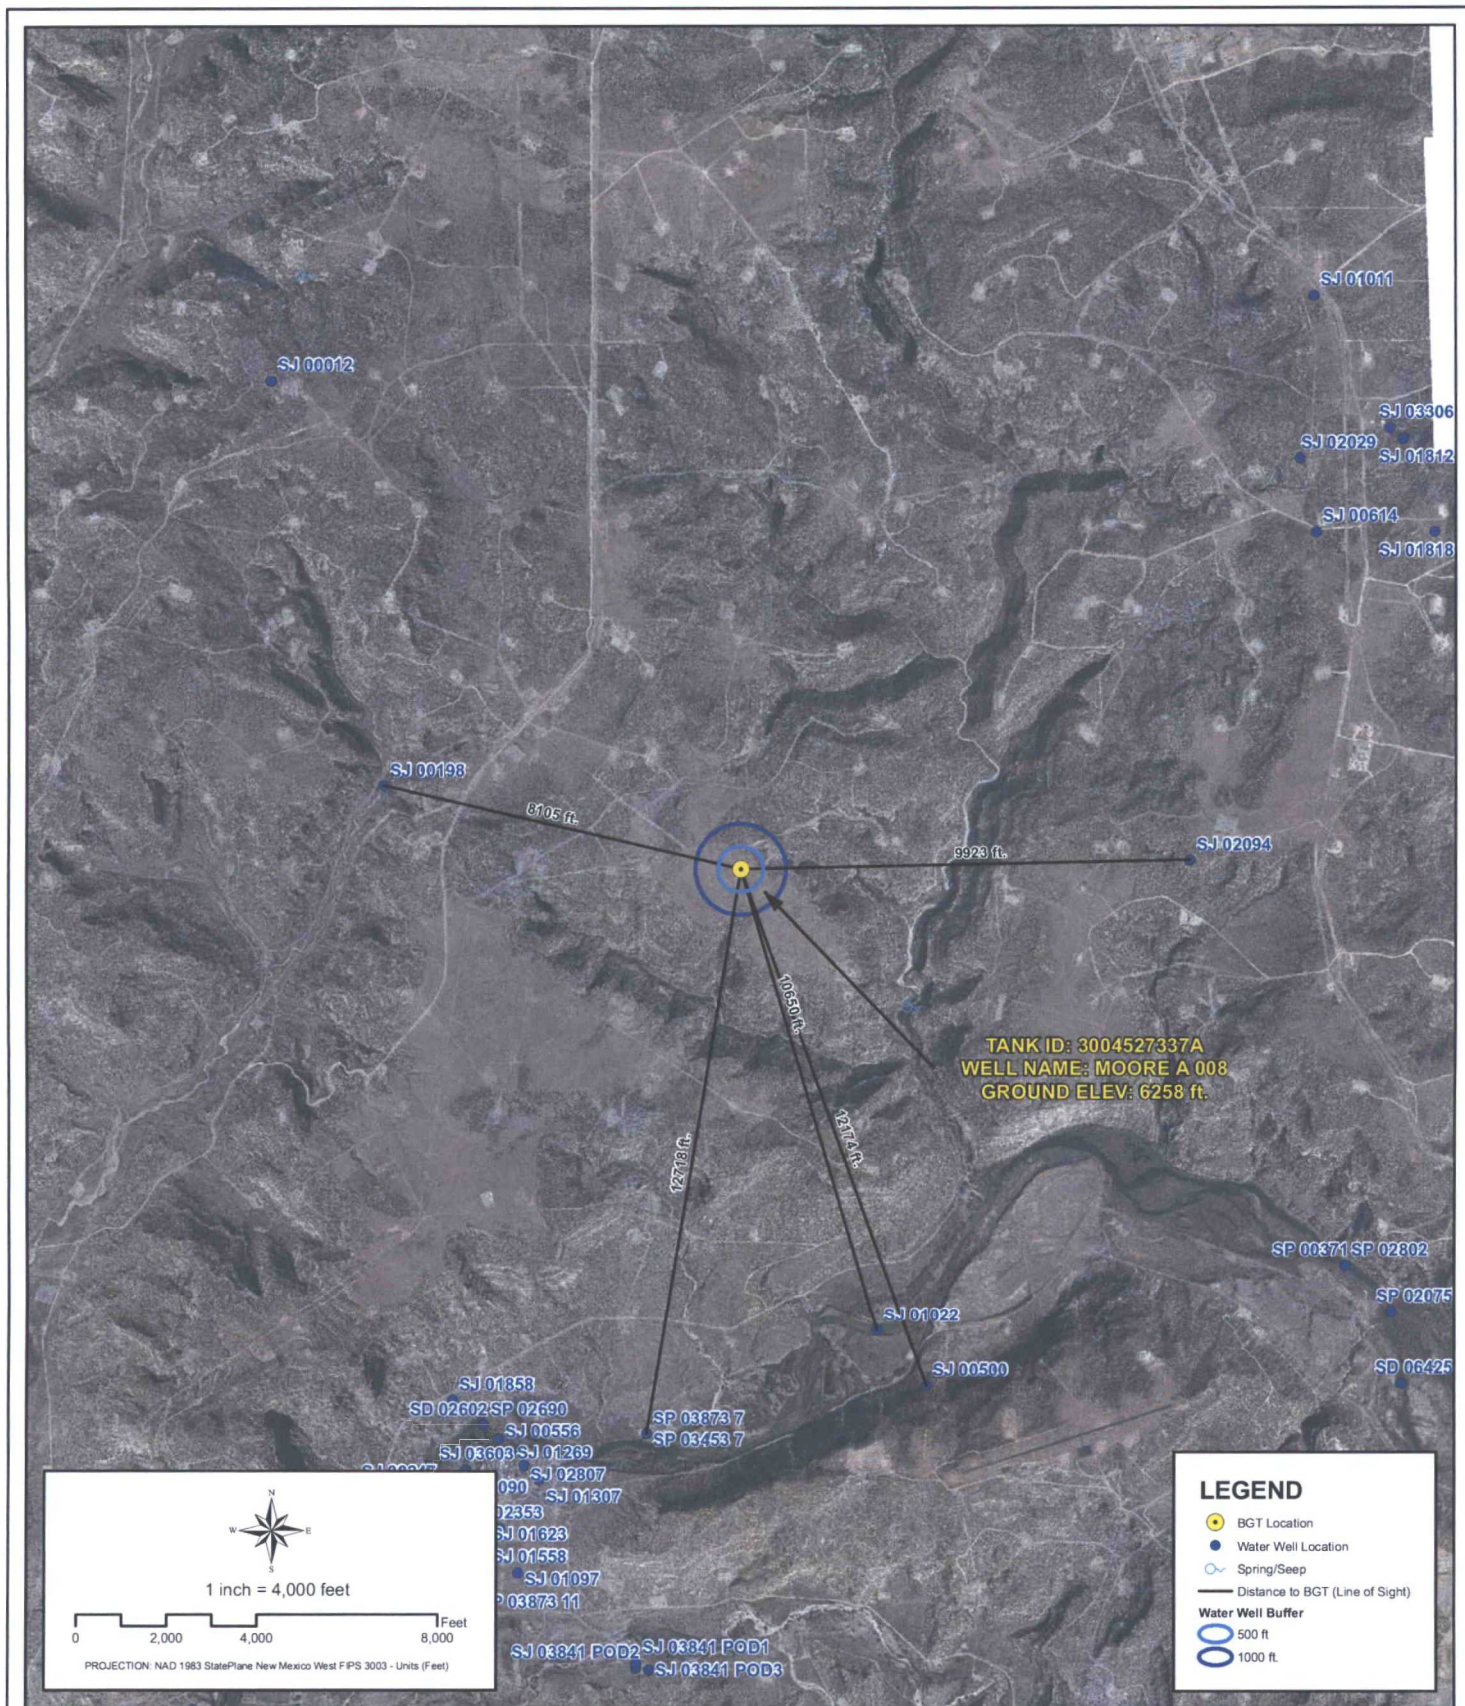 SJ 01011
SJ 00012
SJ 03306
SJ 02029
SJ 01812
SJ 00614
SJ 01818
SJ 00198
8105 ft.
9923 ft.
SJ 02094
10650 ft.
TANK ID: 3004527337A
WELL NAME: MOORE A 008
GROUND ELEV: 6258 ft.
12174 ft.
12718 ft.
SP 00371 SP 02802
SP 02075
SJ 01022
SJ 00500
SD 06425
SJ 01858
SD 02602 SP 02690
SJ 00556
SP 03873 7
SP 03453 7
SJ 03603 SJ 01269
SJ 02807
090 SJ 01307
02353
SJ 01623
SJ 01558
SJ 01097
P 03873 11
SJ 03841 POD2 SJ 03841 POD1
SJ 03841 POD3
N
W E
S
1 inch = 4,000 feet
Feet
0 2,000 4,000 8,000
PROJECTION: NAD 1983 StatePlane New Mexico West FIPS 3003 - Units (Feet)
LEGEND
BGT Location
Water Well Location
Spring/Seep
Distance to BGT (Line of Sight)
Water Well Buffer
500 ft
1000 ft.